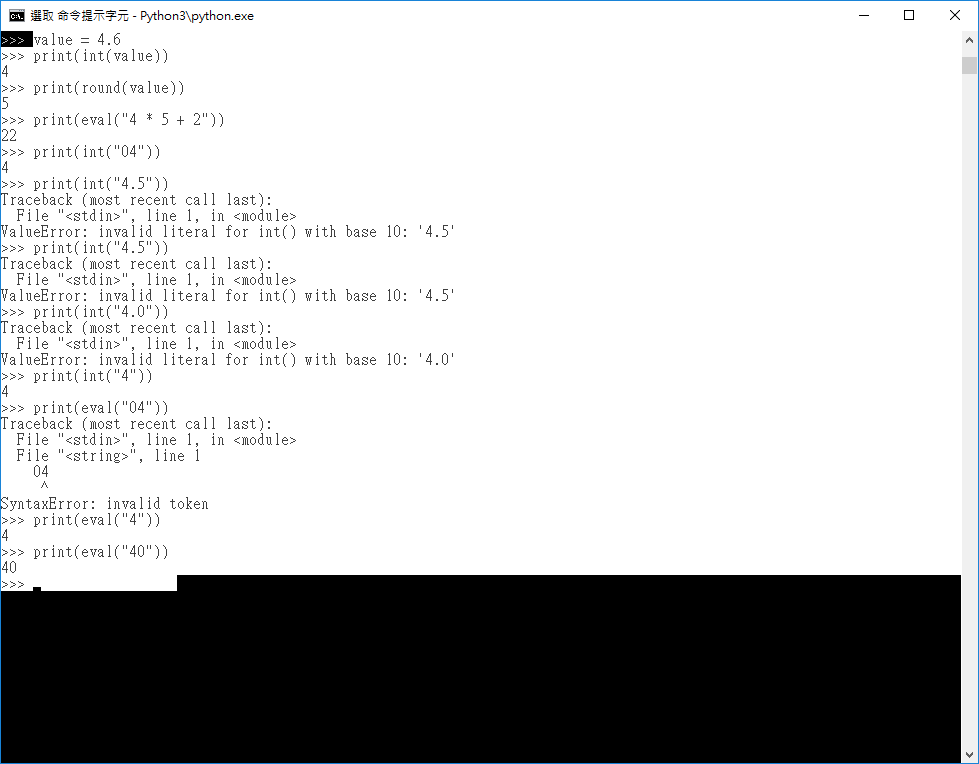 選取 命令提示字元 - Python3\python.exe
>>> value = 4.6
>>> print(int(value))
4
>>> print(round(value))
5
>>> print(eval("4 * 5 + 2"))
22
>>> print(int("04"))
4
>>> print(int("4.5"))
Traceback (most recent call last):
  File "<stdin>", line 1, in <module>
ValueError: invalid literal for int() with base 10: '4.5'
>>> print(int("4.5"))
Traceback (most recent call last):
  File "<stdin>", line 1, in <module>
ValueError: invalid literal for int() with base 10: '4.5'
>>> print(int("4.0"))
Traceback (most recent call last):
  File "<stdin>", line 1, in <module>
ValueError: invalid literal for int() with base 10: '4.0'
>>> print(int("4"))
4
>>> print(eval("04"))
Traceback (most recent call last):
  File "<stdin>", line 1, in <module>
  File "<string>", line 1
    04
     ^
SyntaxError: invalid token
>>> print(eval("4"))
4
>>> print(eval("40"))
40
>>>